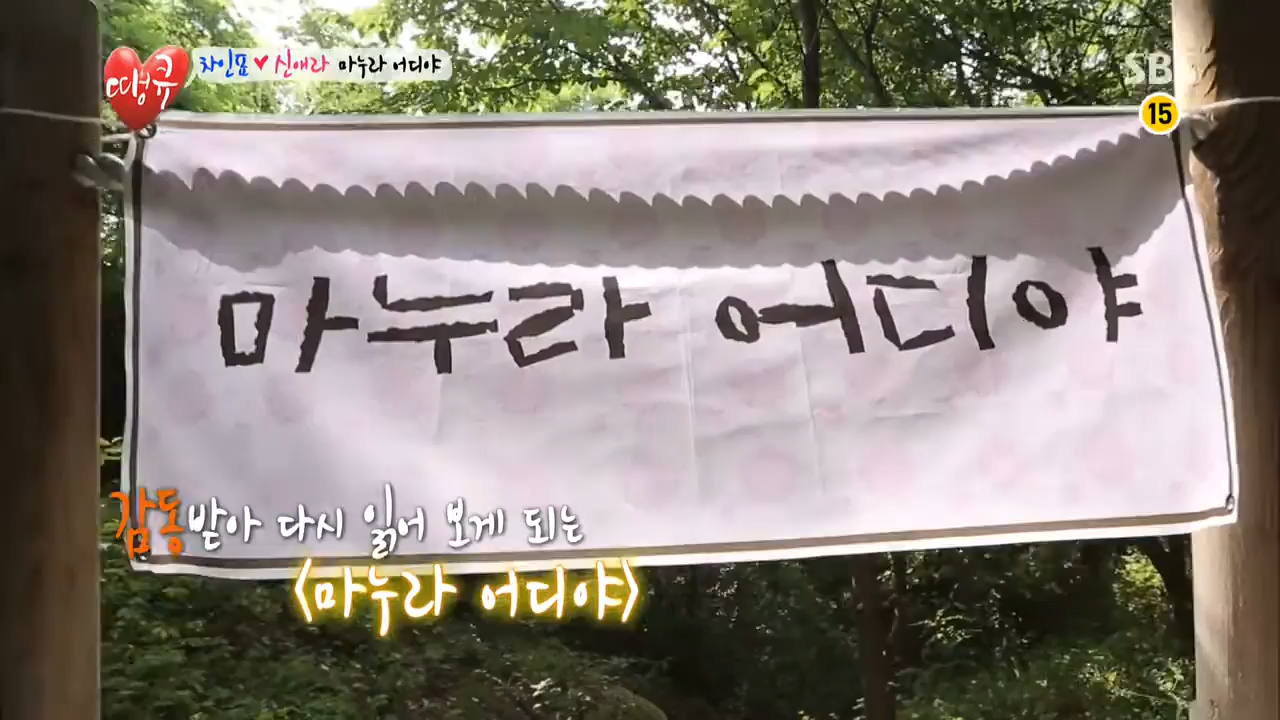 땡큐
차인표 ♥ 신애라 마누라 어디야
SBS
15
마누라 어디야
감동받아 다시 읽어 보게 되는
<마누라 어디야>